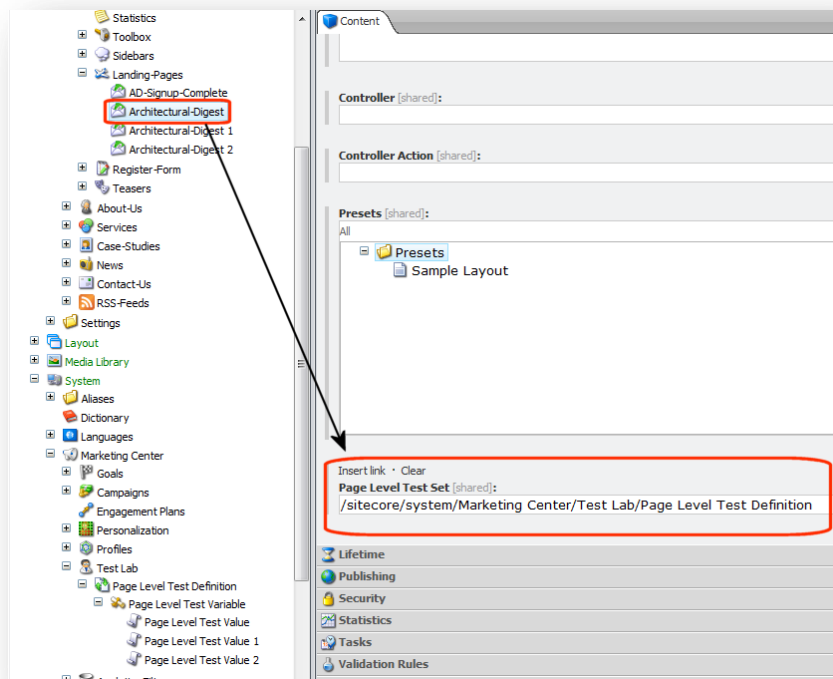 Statistics
Toolbox
Sidebars
Landing-Pages
AD-Signup-Complete
Architectural-Digest
Architectural-Digest 1
Architectural-Digest 2
Register-Form
Teasers
About-Us
Services
Case-Studies
News
Contact-Us
RSS-Feeds
Settings
Layout
Media Library
System
Aliases
Dictionary
Languages
Marketing Center
Goals
Campaigns
Engagement Plans
Personalization
Profiles
Test Lab
Page Level Test Definition
Page Level Test Variable
Page Level Test Value
Page Level Test Value 1
Page Level Test Value 2
Content
Controller [shared]:
Controller Action [shared]:
Presets [shared]:
All
Presets
Sample Layout
Insert link · Clear
Page Level Test Set [shared]:
/sitecore/system/Marketing Center/Test Lab/Page Level Test Definition
Lifetime
Publishing
Security
Statistics
Tasks
Validation Rules